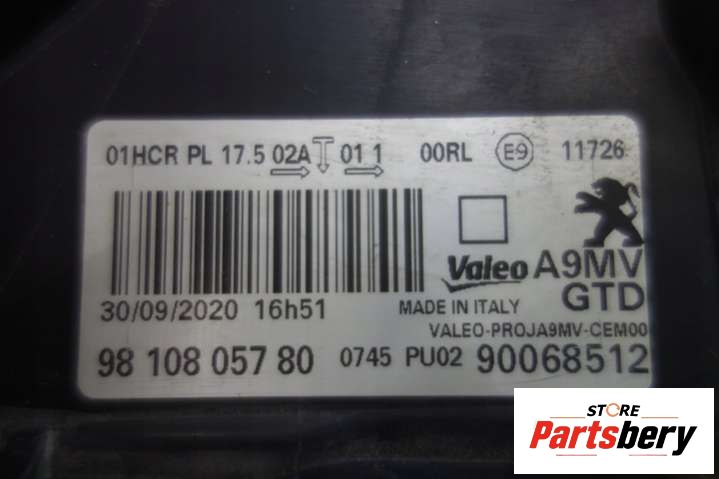 01HCR PL 17.5 02A 01 1 00RL E9 11726
Valeo A9MV
30/09/2020 16h51 MADE IN ITALY GTD
VALEO-PROJA9MV-CEM00
98 108 057 80 0745 PU02 90068512
STORE
Partsbery